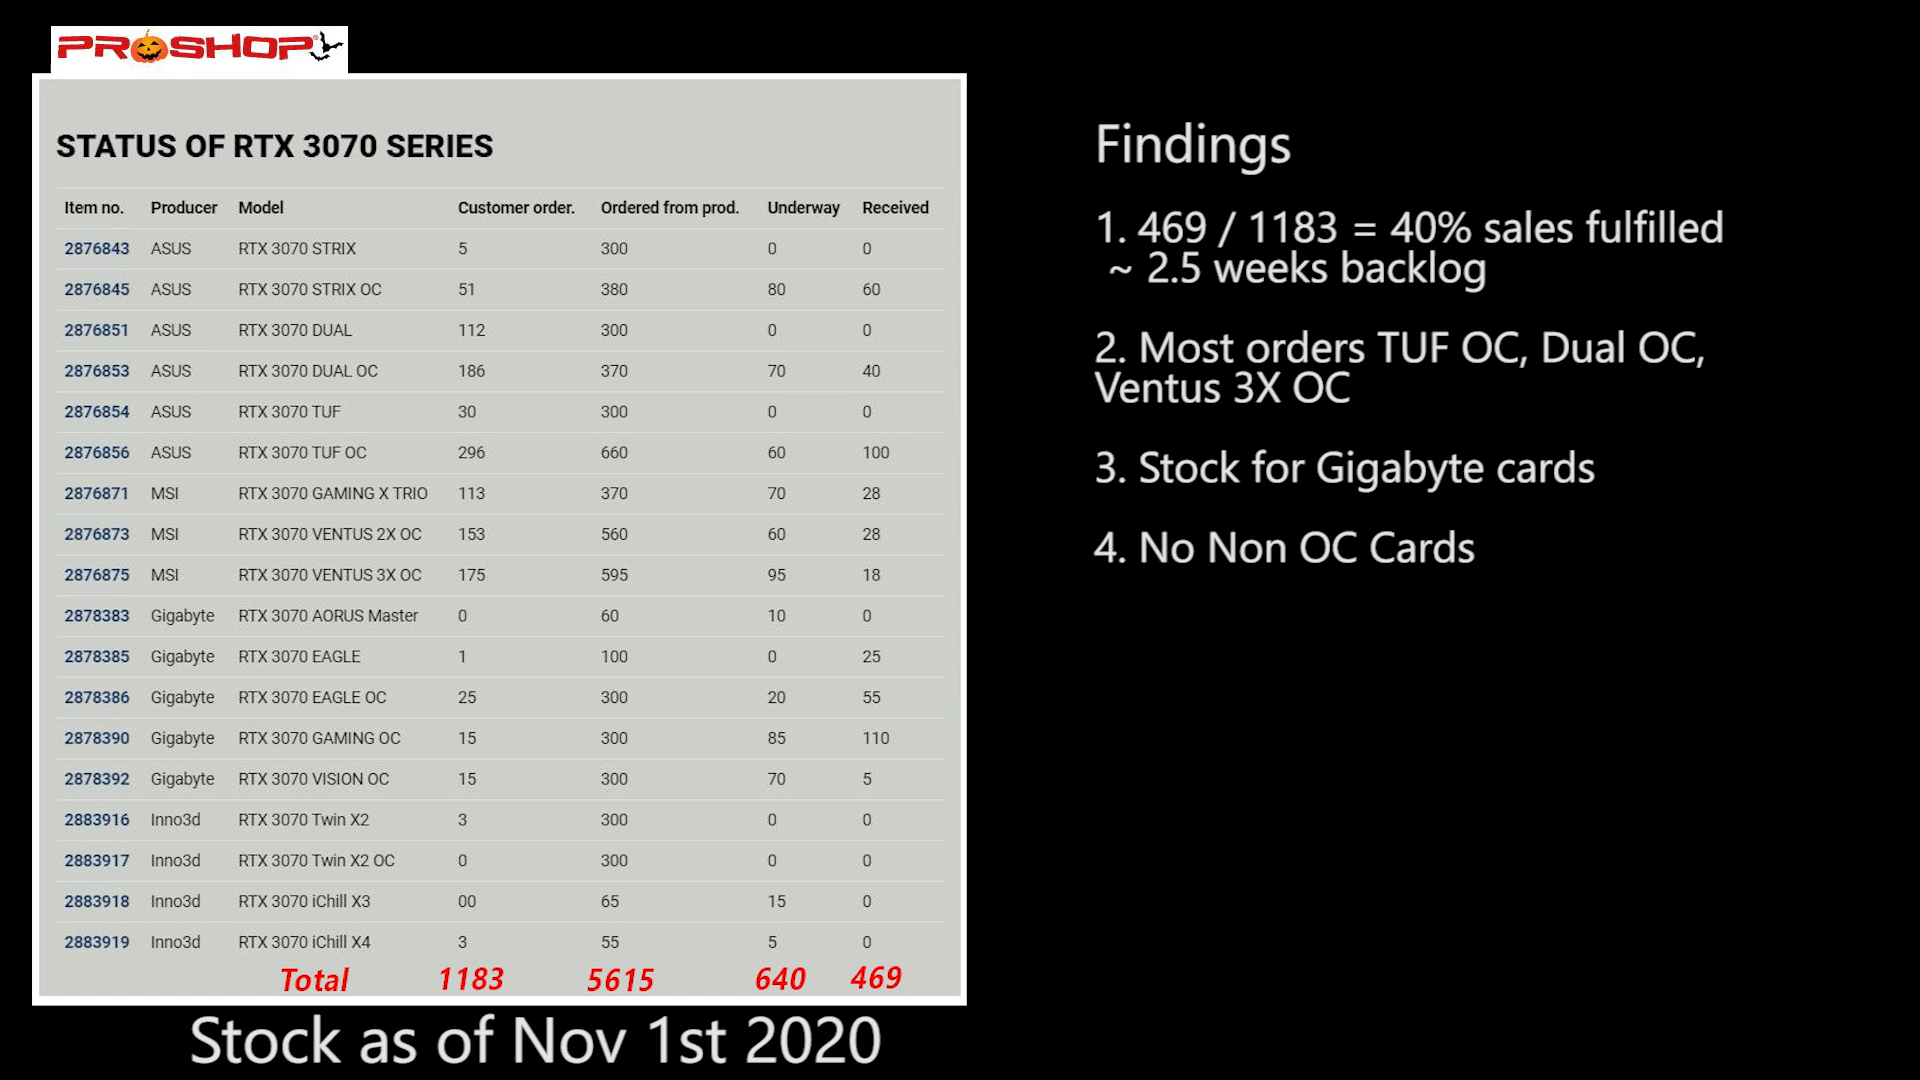 PROSHOP
STATUS OF RTX 3070 SERIES
Item no. Producer Model Customer order. Ordered from prod. Underway Received
2876843 ASUS RTX 3070 STRIX 5 300 0 0
2876845 ASUS RTX 3070 STRIX OC 51 380 80 60
2876851 ASUS RTX 3070 DUAL 112 300 0 0
2876853 ASUS RTX 3070 DUAL OC 186 370 70 40
2876854 ASUS RTX 3070 TUF 30 300 0 0
2876856 ASUS RTX 3070 TUF OC 296 660 60 100
2876871 MSI RTX 3070 GAMING X TRIO 113 370 70 28
2876873 MSI RTX 3070 VENTUS 2X OC 153 560 60 28
2876875 MSI RTX 3070 VENTUS 3X OC 175 595 95 18
2878383 Gigabyte RTX 3070 AORUS Master 0 60 10 0
2878385 Gigabyte RTX 3070 EAGLE 1 100 0 25
2878386 Gigabyte RTX 3070 EAGLE OC 25 300 20 55
2878390 Gigabyte RTX 3070 GAMING OC 15 300 85 110
2878392 Gigabyte RTX 3070 VISION OC 15 300 70 5
2883916 Inno3d RTX 3070 Twin X2 3 300 0 0
2883917 Inno3d RTX 3070 Twin X2 OC 0 300 0 0
2883918 Inno3d RTX 3070 iChill X3 00 65 15 0
2883919 Inno3d RTX 3070 iChill X4 3 55 5 0
Total 1183 5615 640 469
Stock as of Nov 1st 2020
Findings
1. 469 / 1183 = 40% sales fulfilled
~ 2.5 weeks backlog
2. Most orders TUF OC, Dual OC,
Ventus 3X OC
3. Stock for Gigabyte cards
4. No Non OC Cards